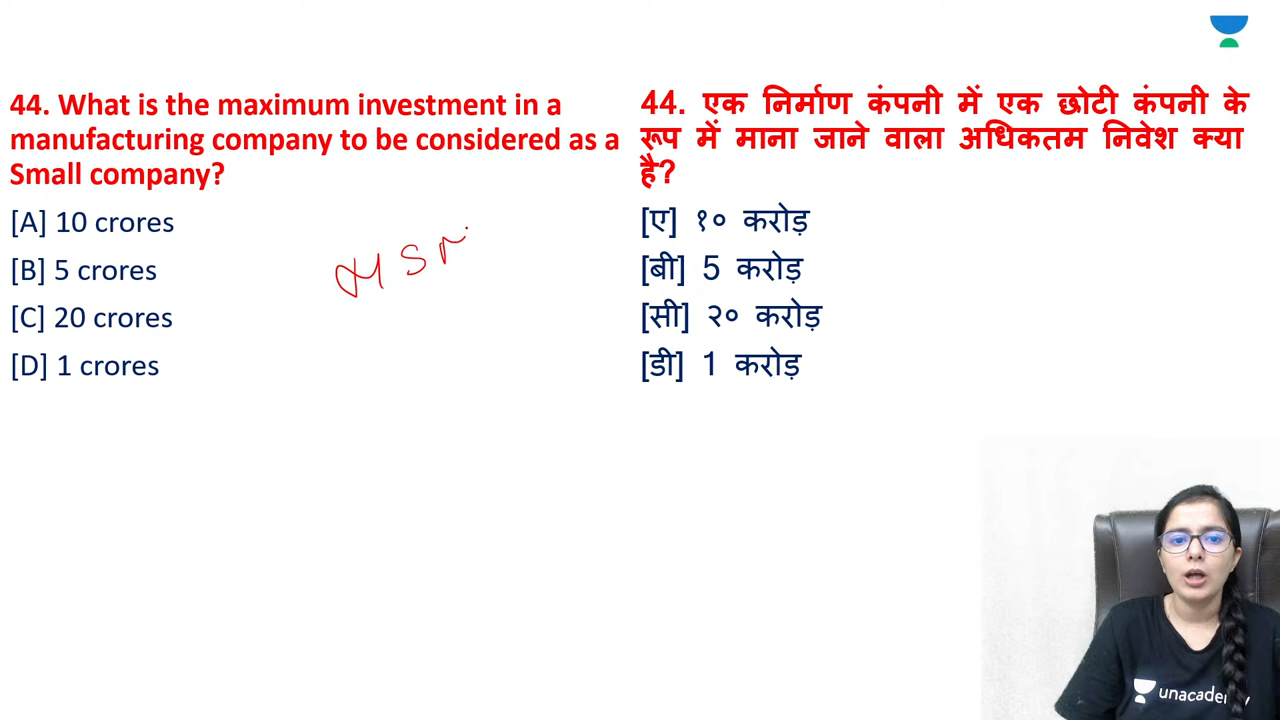 44. What is the maximum investment in a
manufacturing company to be considered as a
Small company?
[A] 10 crores
[B] 5 crores
[C] 20 crores
[D] 1 crores
MSM
44. एक निर्माण कंपनी में एक छोटी कंपनी के
रूप में माना जाने वाला अधिकतम निवेश क्या
है?
[ए] १० करोड़
[बी] 5 करोड़
[सी] २० करोड़
[डी] 1 करोड़
unacademy